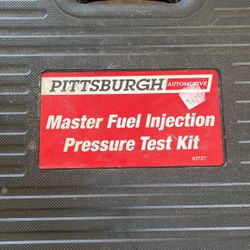 PITTSBURGH AUTOMOTIVE
Master Fuel Injection
Pressure Test Kit